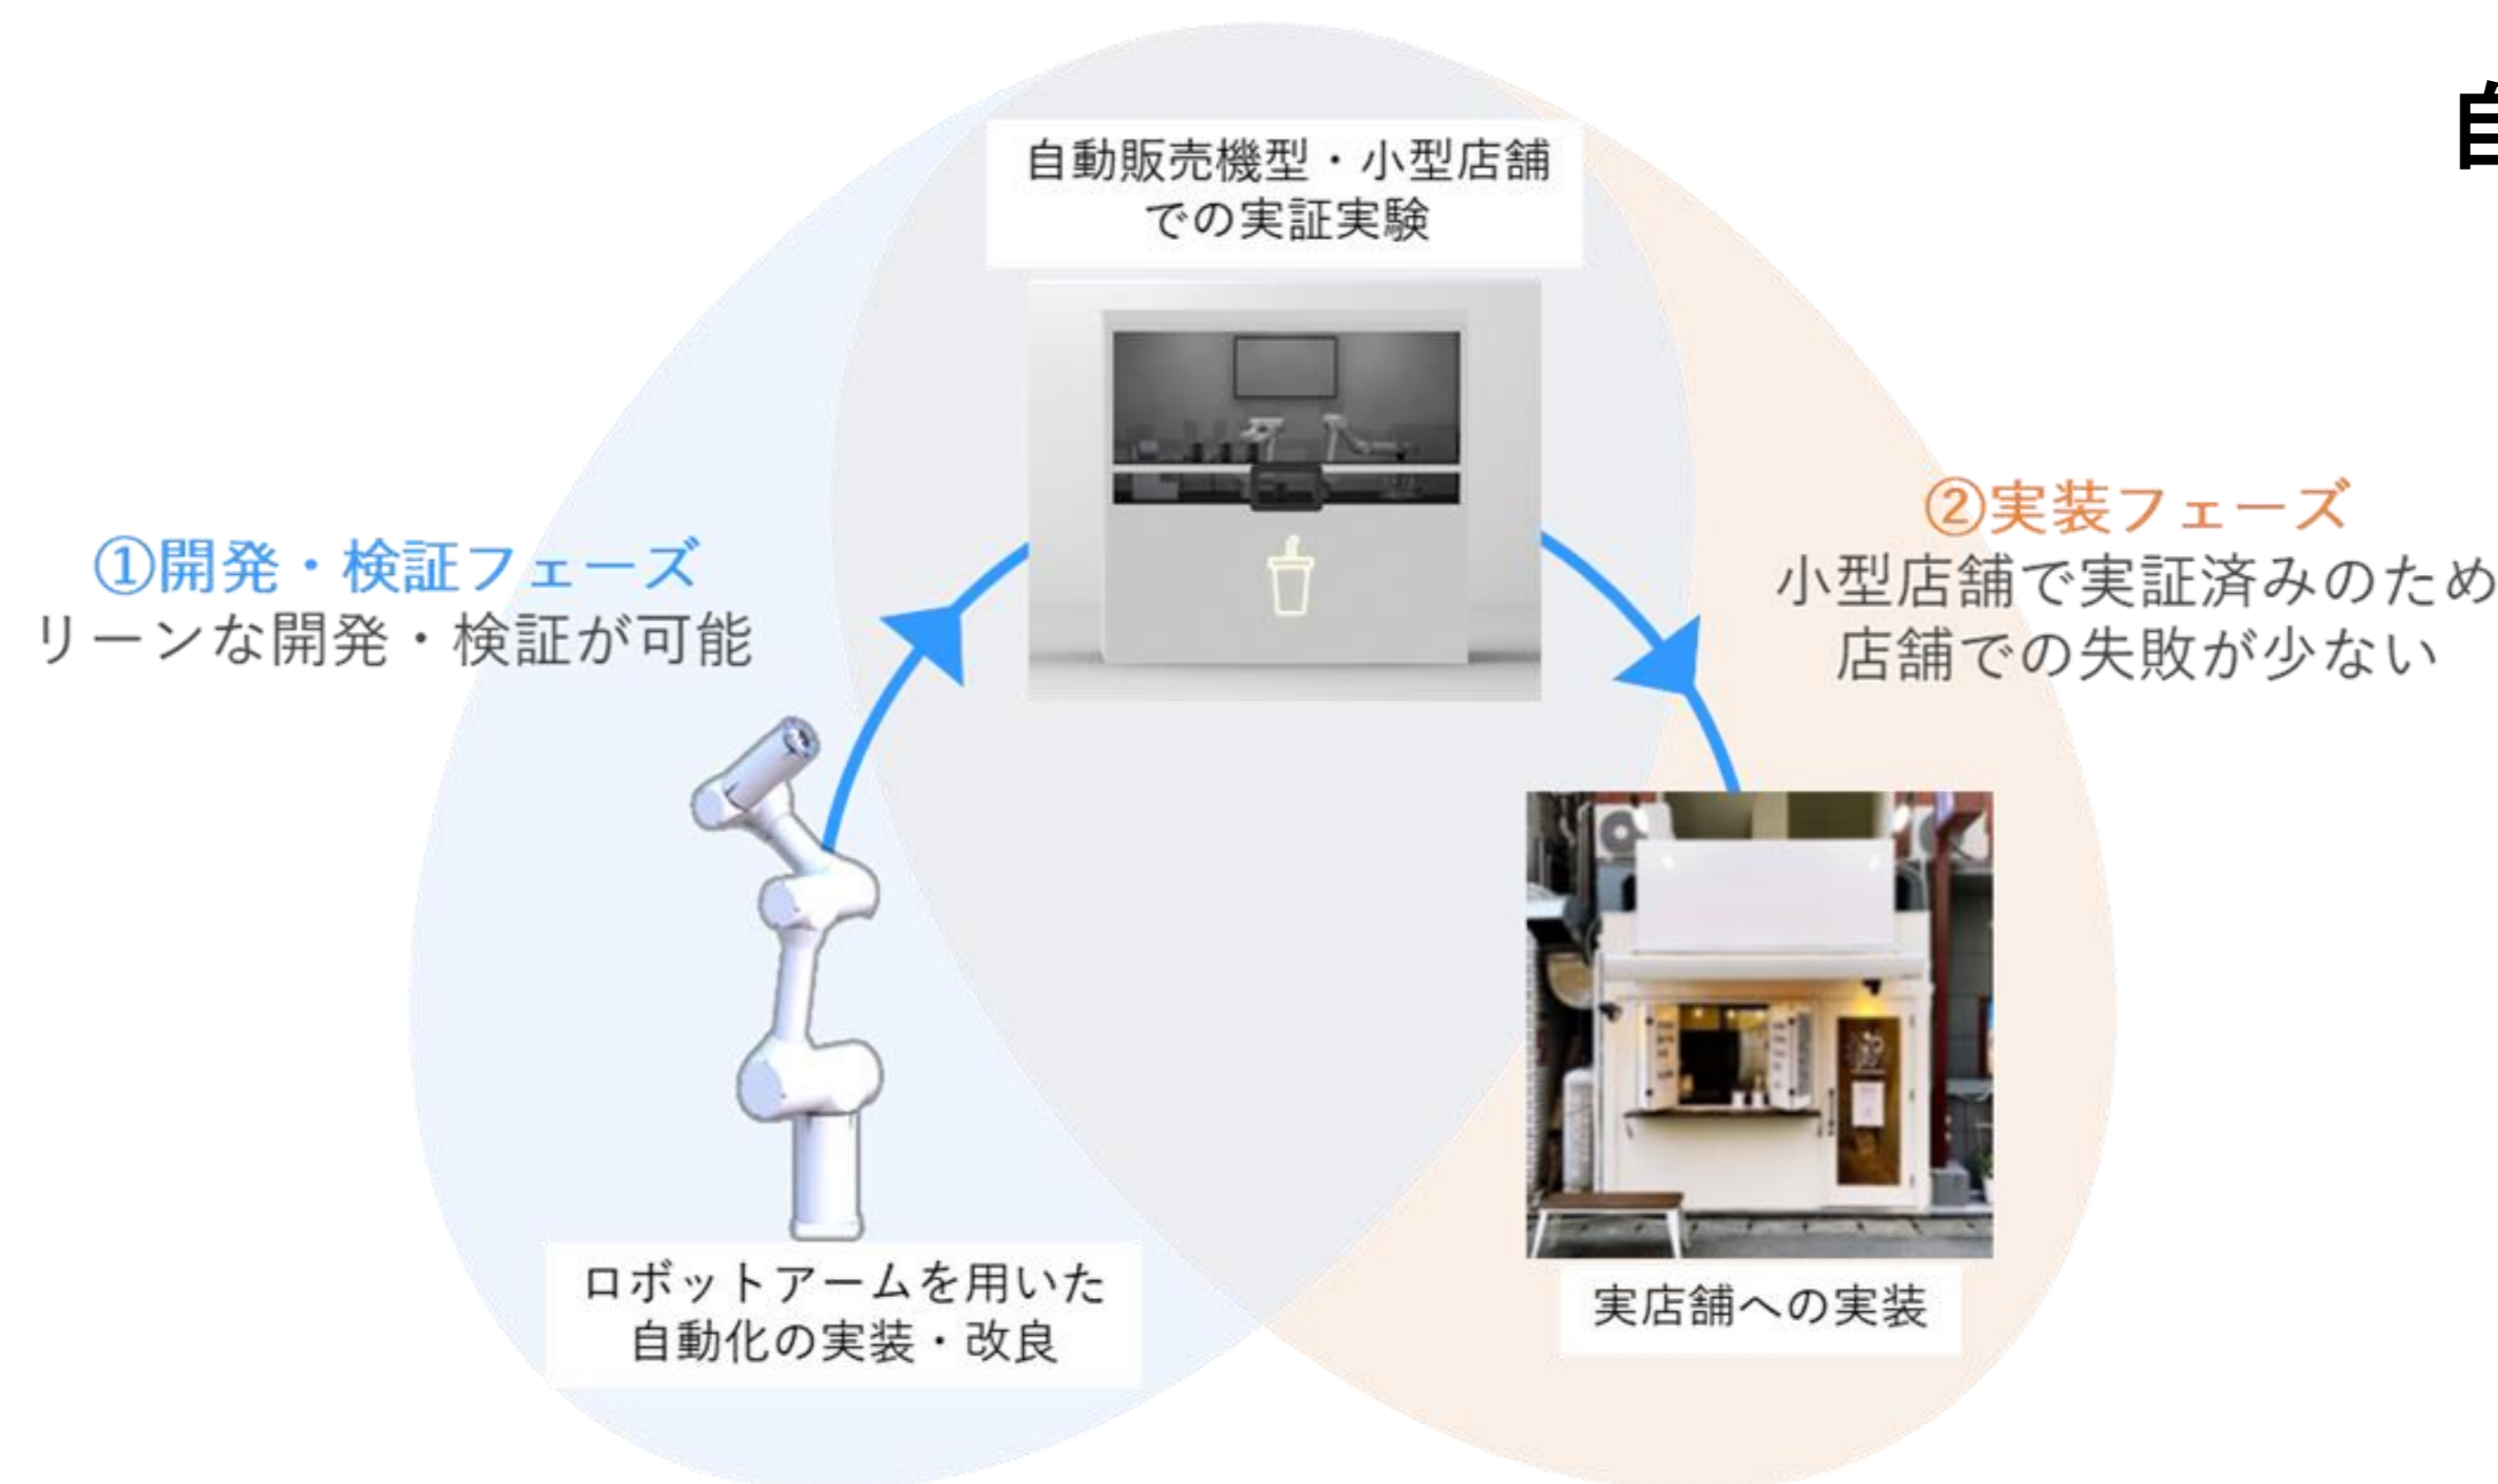 自動販売機型・小型店舗
での実証実験
①開発・検証フェーズ
リーンな開発・検証が可能
②実装フェーズ
小型店舗で実証済みのため
店舗での失敗が少ない
ロボットアームを用いた
自動化の実装・改良
実店舗への実装